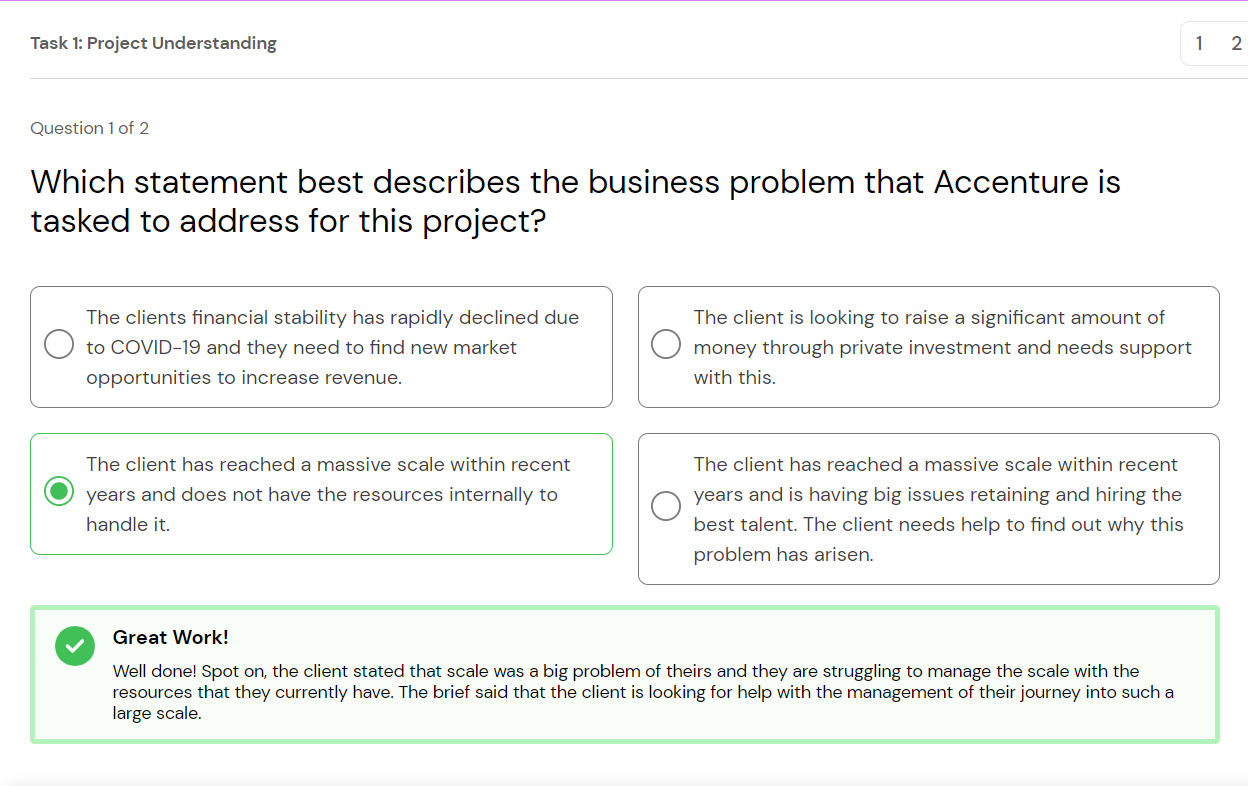 Task 1: Project Understanding
1 2
Question 1 of 2
Which statement best describes the business problem that Accenture is
tasked to address for this project?
The clients financial stability has rapidly declined due
to COVID-19 and they need to find new market
opportunities to increase revenue.
The client is looking to raise a significant amount of
money through private investment and needs support
with this.
The client has reached a massive scale within recent
years and does not have the resources internally to
handle it.
The client has reached a massive scale within recent
years and is having big issues retaining and hiring the
best talent. The client needs help to find out why this
problem has arisen.
Great Work!
Well done! Spot on, the client stated that scale was a big problem of theirs and they are struggling to manage the scale with the
resources that they currently have. The brief said that the client is looking for help with the management of their journey into such a
large scale.